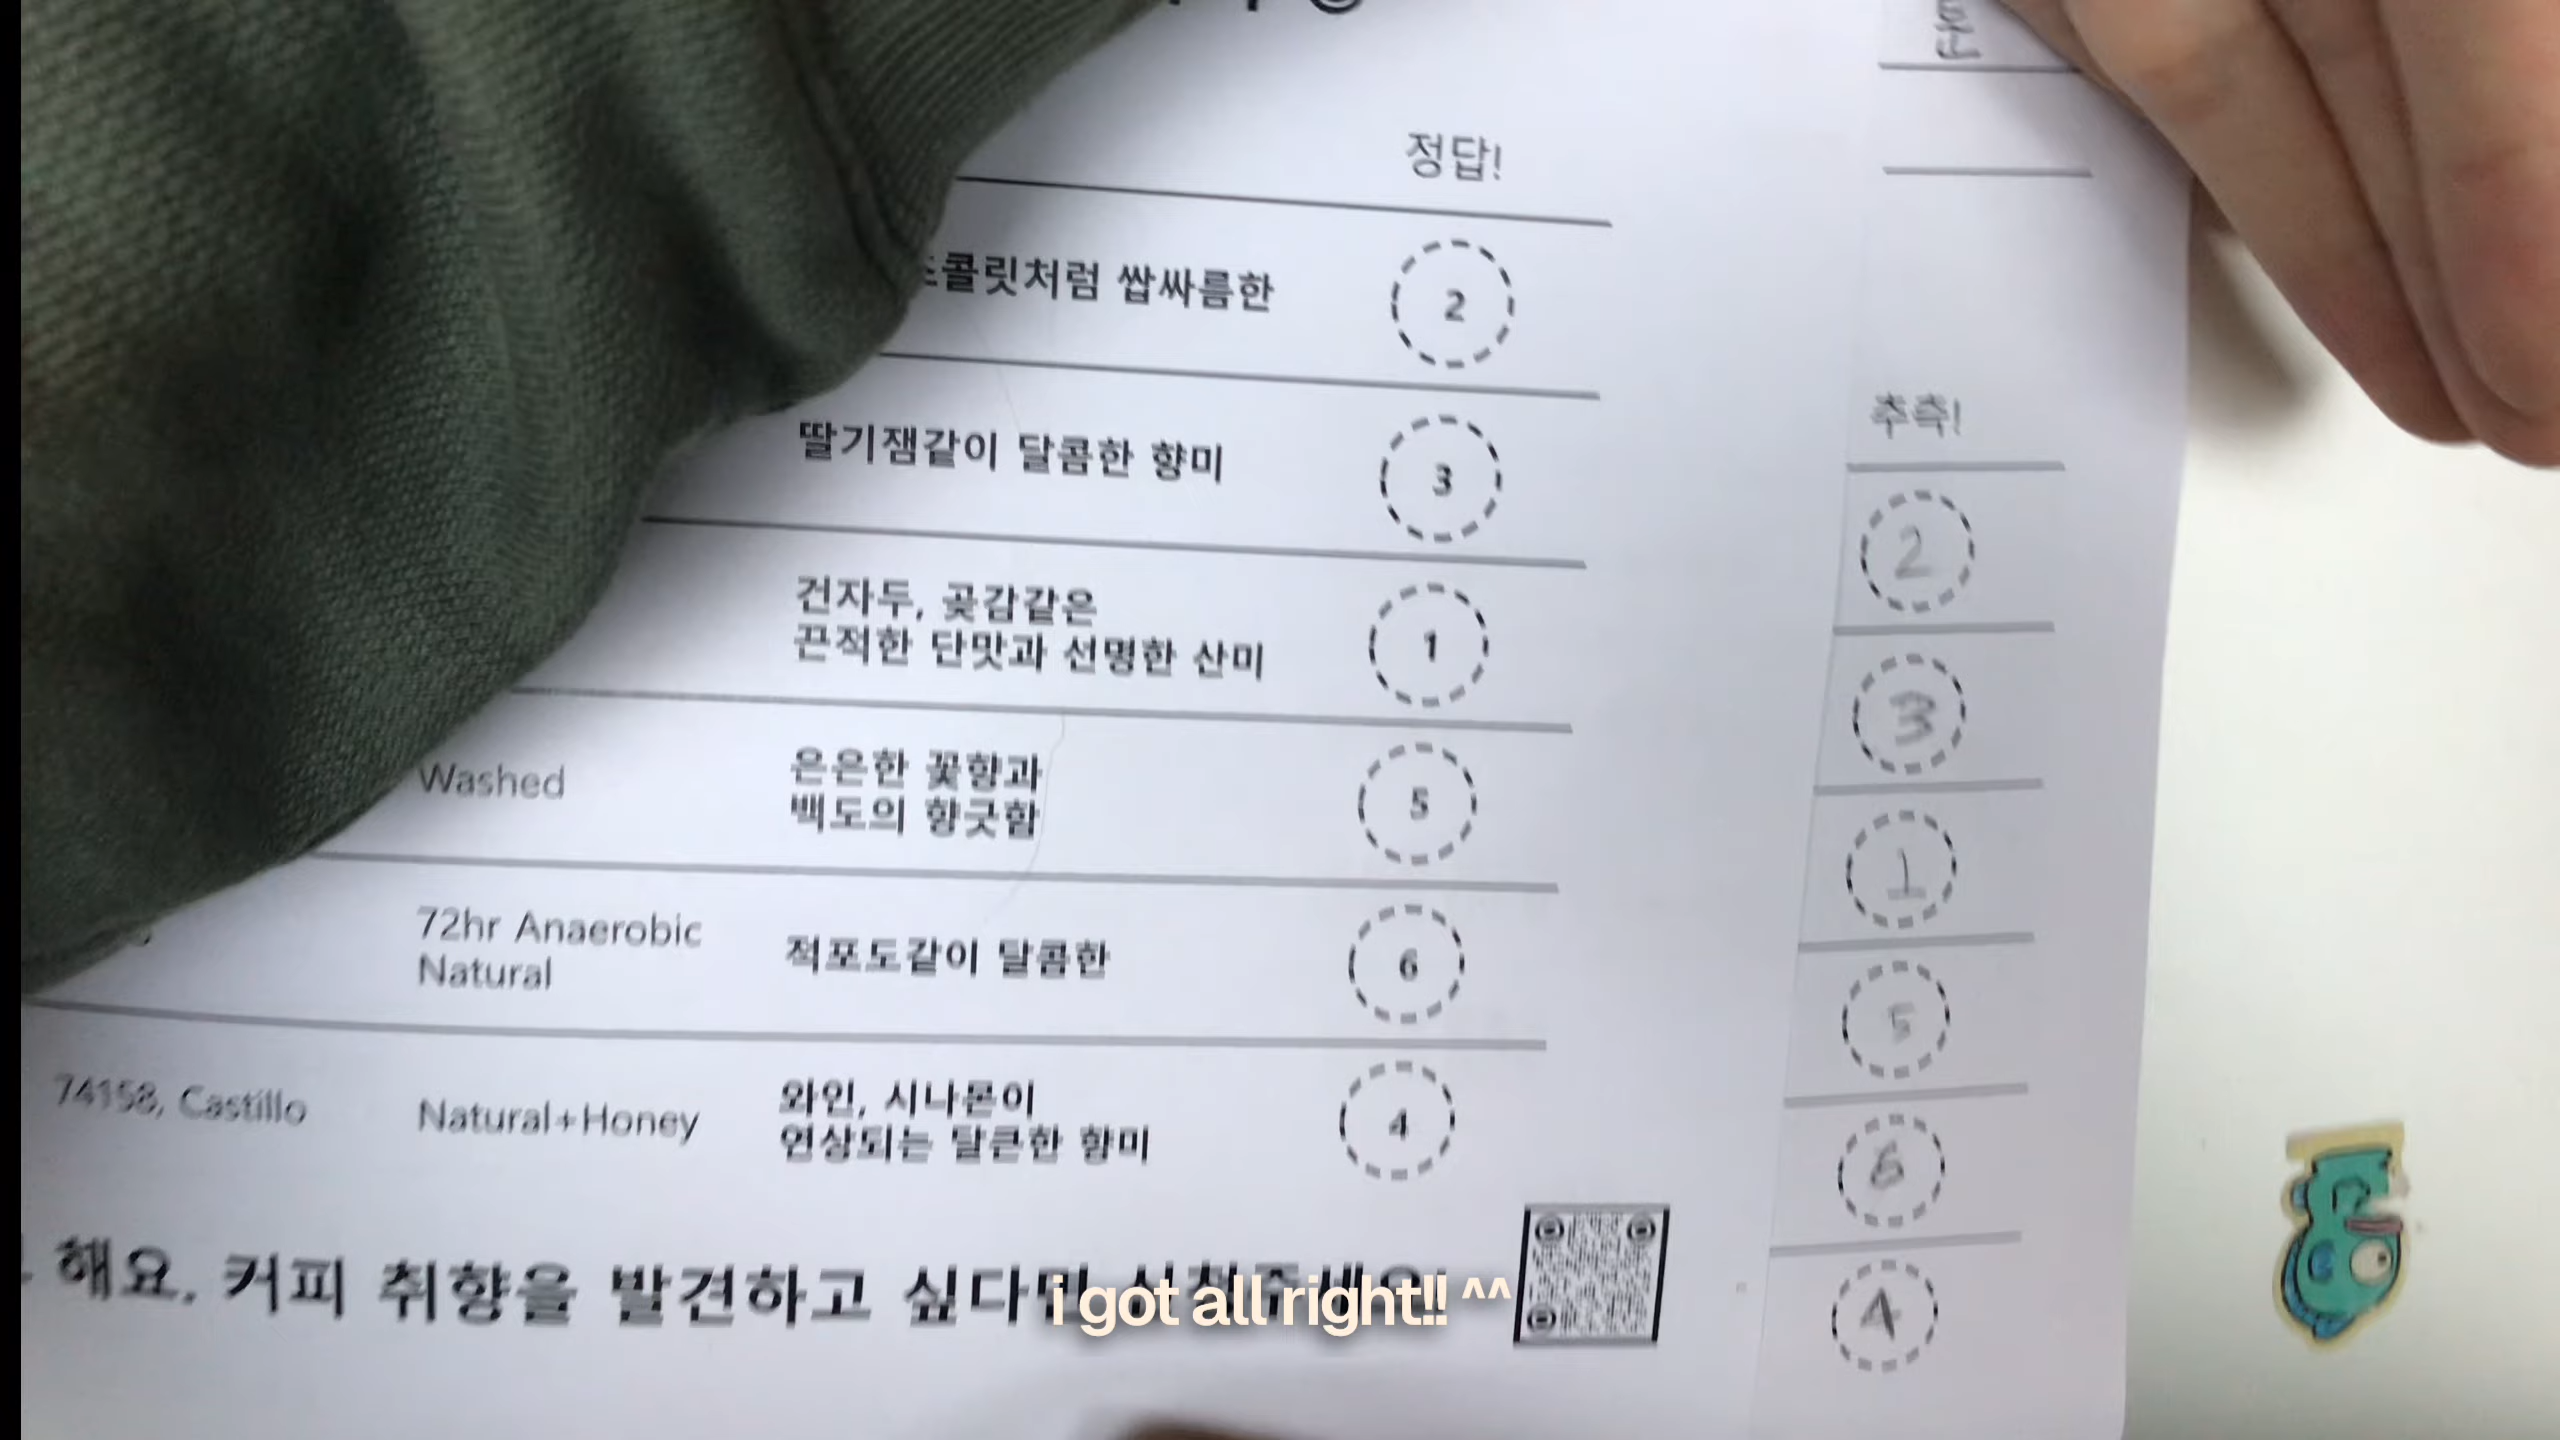 정답!
초콜릿처럼 쌉싸름한
2
딸기잼같이 달콤한 향미
3
건자두, 곶감같은
끈적한 단맛과 선명한 산미
1
Washed
은은한 꽃향과
백도의 향긋함
5
72hr Anaerobic
Natural
적포도같이 달콤한
6
74158, Castillo
Natural+Honey
와인, 시나몬이
연상되는 달큰한 향미
4
해요. 커피 취향을 발견하고 싶다면
i got all right!! ^^
추측!
2
3
1
5
6
4